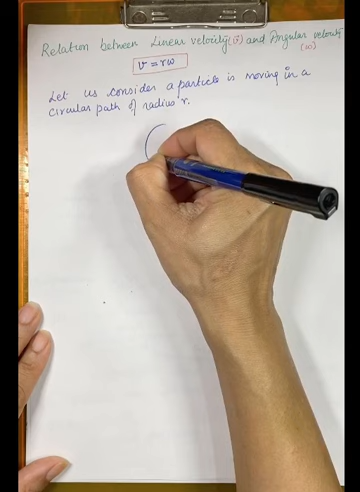 Relation between Linear velocity (v⃗) and Angular velocity
(ω)
v = rω
Let us consider a particle is moving in a
circular path of radius 'r.